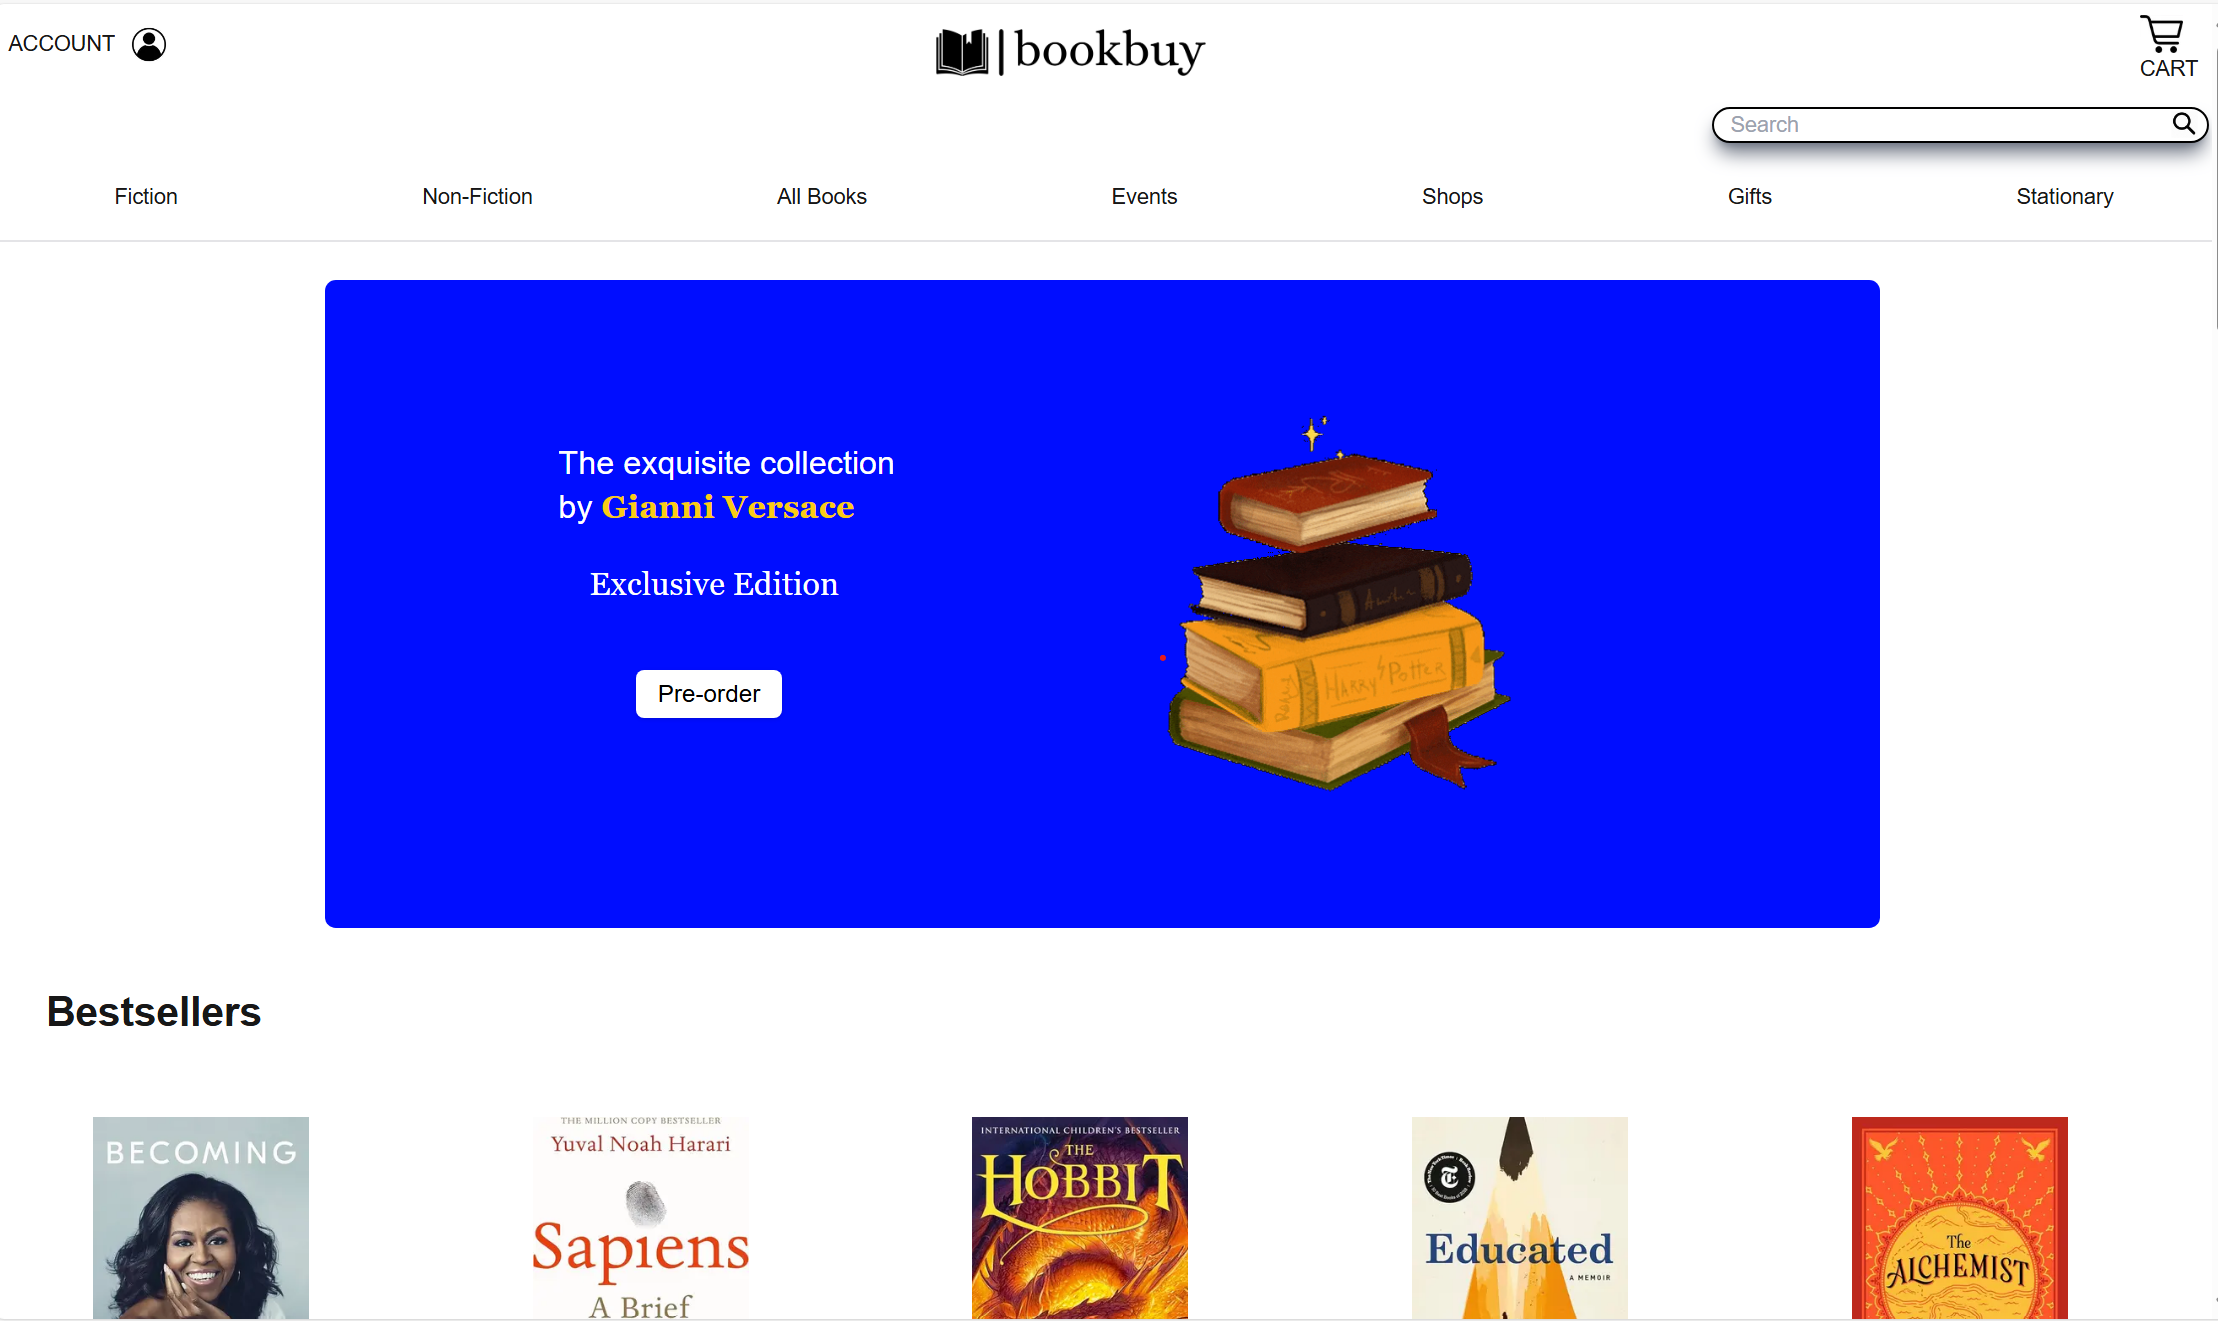 ACCOUNT
bookbuy
CART
Search
Fiction
Non-Fiction
All Books
Events
Shops
Gifts
Stationary
The exquisite collection
by Gianni Versace
Exclusive Edition
Pre-order
HARRY POTTER
Bestsellers
BECOMING
THE MILLION COPY BESTSELLER
Yuval Noah Harari
Sapiens
A Brief
INTERNATIONAL CHILDREN'S BESTSELLER
THE
HOBBIT
Educated
A MEMOIR
The
ALCHEMIST